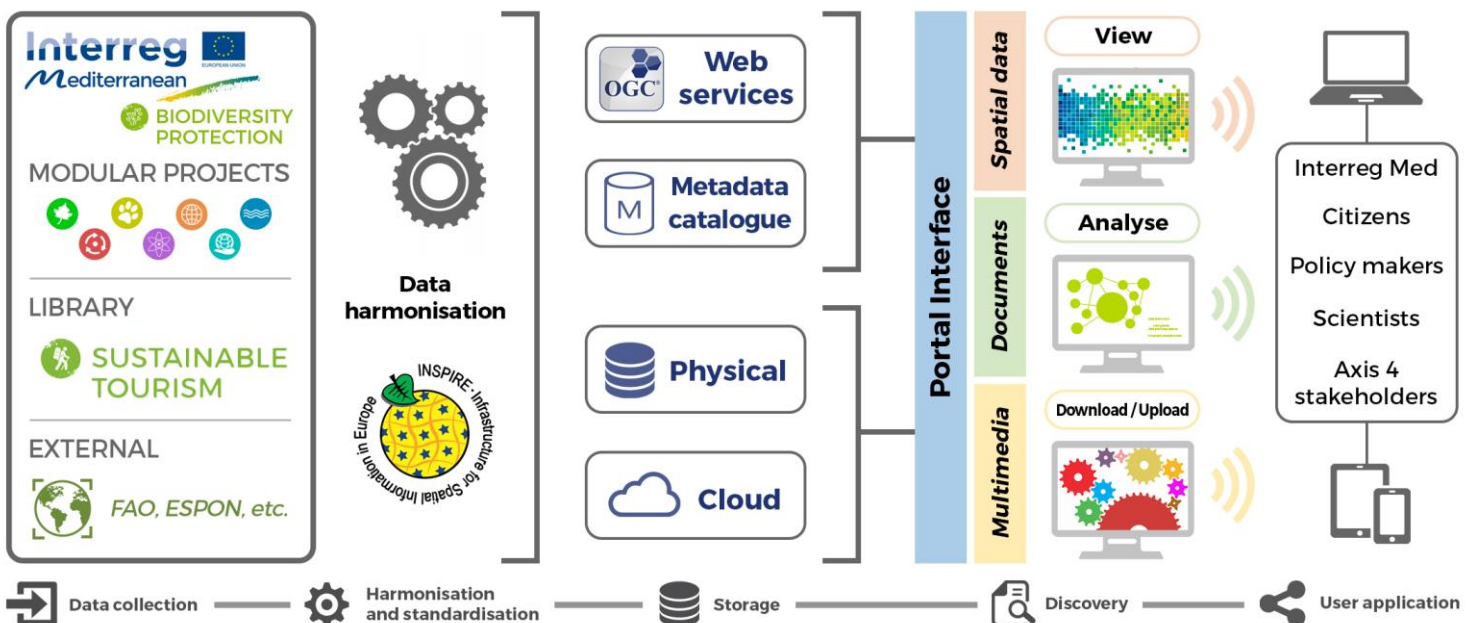 Interreg
EUROPEAN UNION
Mediterranean
BIODIVERSITY
PROTECTION
MODULAR PROJECTS
LIBRARY
SUSTAINABLE
TOURISM
EXTERNAL
FAO, ESPON, etc.
Data
harmonisation
INSPIRE - Infrastructure for Spatial Information in Europe
OGC®
Web
services
M
Metadata
catalogue
Physical
Cloud
Portal Interface
Spatial data
Documents
Multimedia
View
Analyse
Download / Upload
Interreg Med
Citizens
Policy makers
Scientists
Axis 4
stakeholders
Data collection
Harmonisation
and standardisation
Storage
Discovery
User application